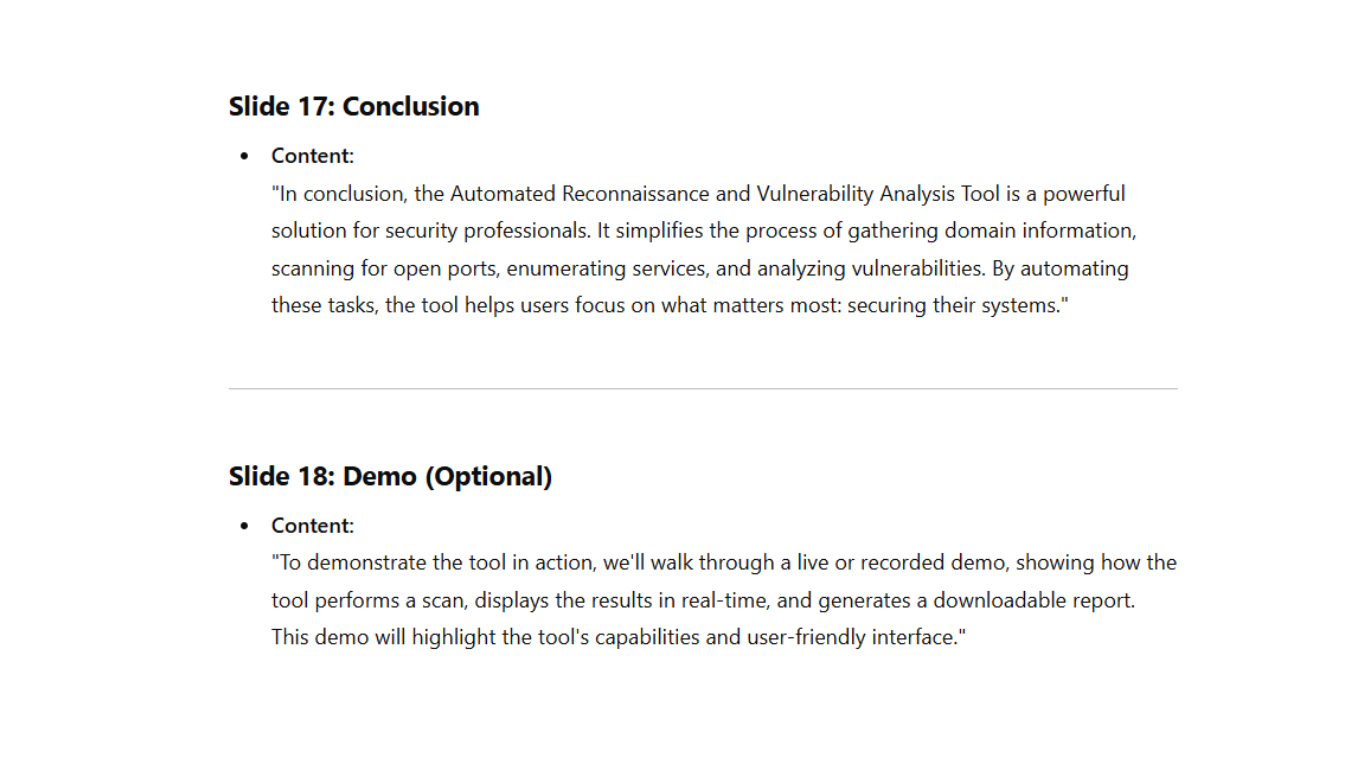 Slide 17: Conclusion
• Content:
"In conclusion, the Automated Reconnaissance and Vulnerability Analysis Tool is a powerful
solution for security professionals. It simplifies the process of gathering domain information,
scanning for open ports, enumerating services, and analyzing vulnerabilities. By automating
these tasks, the tool helps users focus on what matters most: securing their systems."
Slide 18: Demo (Optional)
• Content:
"To demonstrate the tool in action, we'll walk through a live or recorded demo, showing how the
tool performs a scan, displays the results in real-time, and generates a downloadable report.
This demo will highlight the tool's capabilities and user-friendly interface."